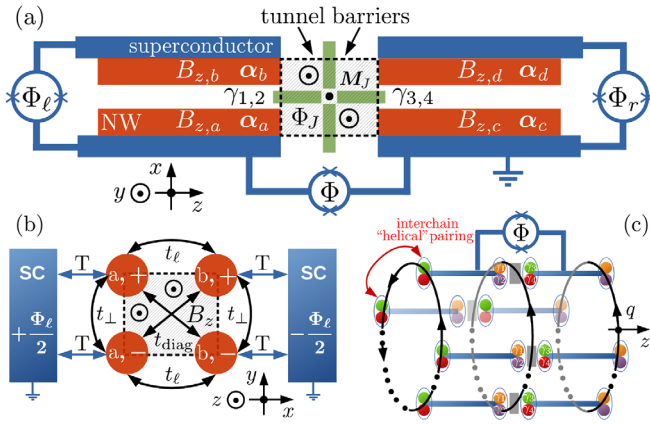 (a)
tunnel barriers
superconductor
B_{z,b} α_b
M_J
B_{z,d} α_d
Φ_ℓ
γ_{1,2}
γ_{3,4}
Φ_r
Φ_J
NW B_{z,a} α_a
B_{z,c} α_c
x
y z
Φ
(b)
t_ℓ
SC T a,+ b,+ T SC
t_⊥ B_z t_⊥
+Φ_ℓ/2 -Φ_ℓ/2
t_diag
T a,- b,- T
t_ℓ
y
z x
(c)
interchain
"helical" pairing
Φ
q
z